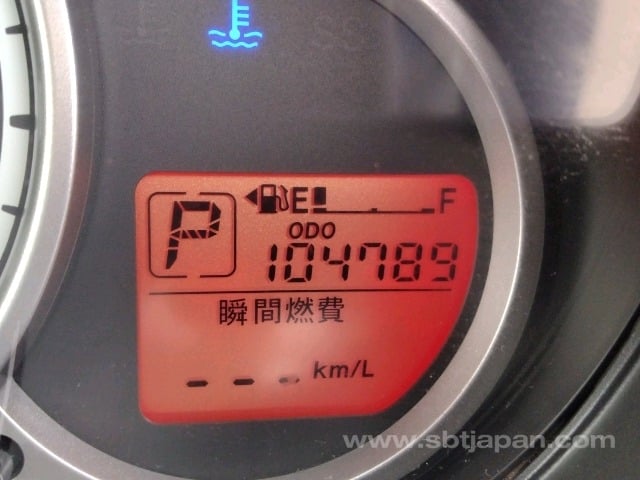 E F
P
ODO
104789
瞬間燃費
--- km/L
www.sbtjapan.com